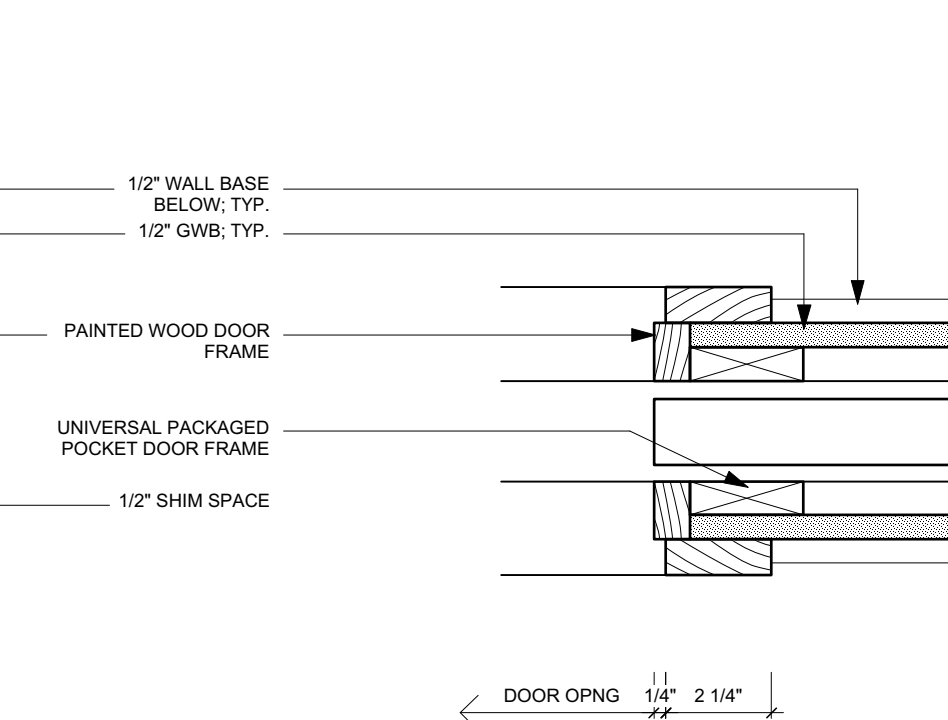 1/2" WALL BASE
BELOW; TYP.
1/2" GWB; TYP.
PAINTED WOOD DOOR
FRAME
UNIVERSAL PACKAGED
POCKET DOOR FRAME
1/2" SHIM SPACE
DOOR OPNG 1/4" 2 1/4"